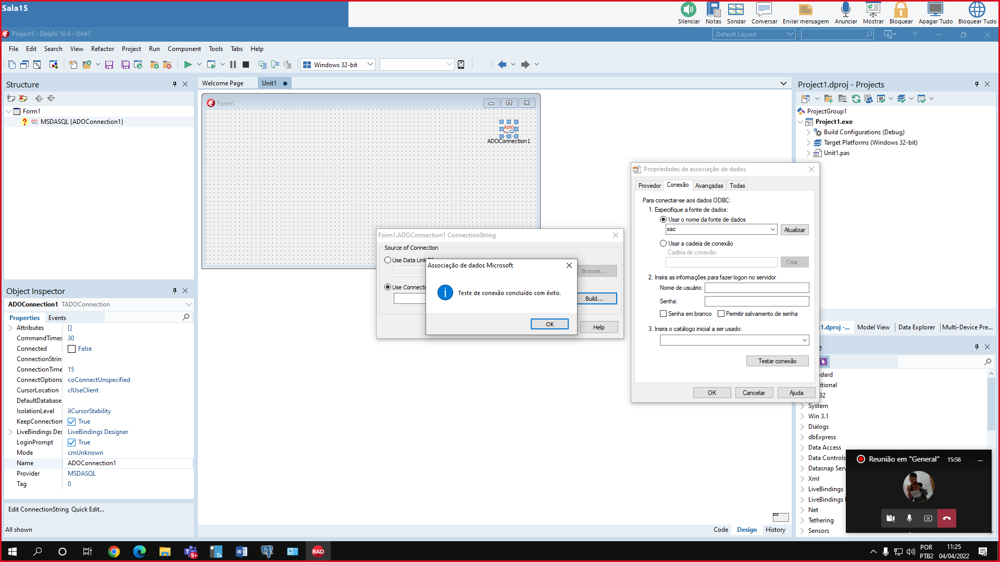 Sala15
Silenciar
Notas
Sondar
Conversar
Enviar mensagem
Anunciar
Mostrar
Bloquear
Apagar Tudo
Bloquear Tudo
Project1 - Delphi 10.4 - Unit1
Default Layout
?
File Edit Search View Refactor Project Run Component Tools Tabs Help
Windows 32-bit
Structure
Form1
MSDASQL {ADOConnection1}
Welcome Page
Unit1
Form1
ADO
ADOConnection1
Project1.dproj - Projects
ProjectGroup1
Project1.exe
Build Configurations (Debug)
Target Platforms (Windows 32-bit)
Unit1.pas
Propriedades de associação de dados
Provedor Conexão Avançadas Todas
Para conectar-se aos dados ODBC:
1. Especifique a fonte de dados:
Usar o nome da fonte de dados
sac
Atualizar
Usar a cadeia de conexão
Cadeia de conexão:
Criar...
2. Insira as informações para fazer logon no servidor
Nome de usuário:
Senha:
Senha em branco
Permitir salvamento de senha
3. Insira o catálogo inicial a ser usado:
Testar conexão
OK
Cancelar
Ajuda
Form1.ADOConnection1 ConnectionString
Source of Connection
Use Data Link
Browse...
Use Connecti
Build...
Help
Associação de dados Microsoft
Teste de conexão concluído com êxito.
OK
Object Inspector
ADOConnection1 TADOConnection
Properties Events
Attributes []
CommandTimeo 30
Connected False
ConnectionStrin
ConnectionTime 15
ConnectOptions coConnectUnspecified
CursorLocation clUseClient
DefaultDatabase
IsolationLevel ilCursorStability
KeepConnection True
LiveBindings Des LiveBindings Designer
LoginPrompt True
Mode cmUnknown
Name ADOConnection1
Provider MSDASQL
Tag 0
Edit ConnectionString Quick Edit...
All shown
t1.dproj -...
Model View
Data Explorer
Multi-Device Pre...
e
dard
itional
32
System
Win 3.1
Dialogs
dbExpress
Data Access
Data Controls
Datasnap Serv
Xml
LiveBindings
LiveBindings
Net
Tethering
Sensors
Reunião em "General" 15:56
Code Design History
9+
S
RAD
POR
PTB2
11:25
04/04/2022